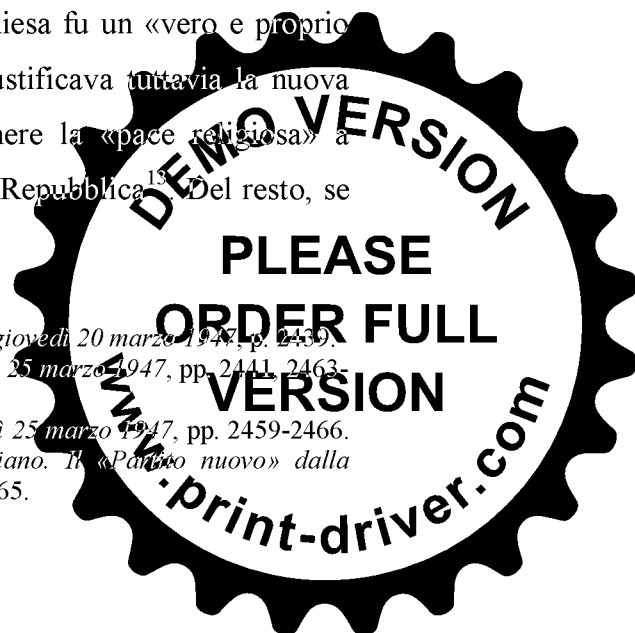 iesa fu un «vero e proprio
ustificava tuttavia la nuova
nere la «pace religiosa» a
Repubblica13. Del resto, se
giovedì 20 marzo 1947, p. 2439.
25 marzo 1947, pp. 2441, 2463-
ì 25 marzo 1947, pp. 2459-2466.
iano. Il «Partito nuovo» dalla
65.
DEMO VERSION
PLEASE
ORDER FULL
VERSION
www.print-driver.com